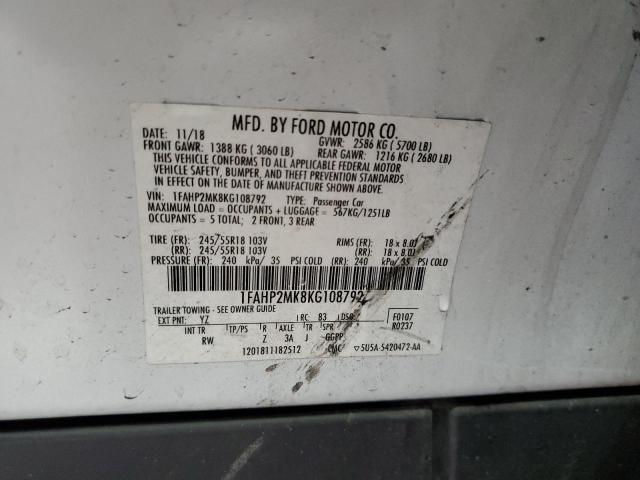 MFD. BY FORD MOTOR CO.
DATE: 11/18 GVWR: 2586 KG ( 5700 LB)
FRONT GAWR: 1388 KG ( 3060 LB) REAR GAWR: 1216 KG ( 2680 LB)
THIS VEHICLE CONFORMS TO ALL APPLICABLE FEDERAL MOTOR
VEHICLE SAFETY, BUMPER, AND THEFT PREVENTION STANDARDS
IN EFFECT ON THE DATE OF MANUFACTURE SHOWN ABOVE.
VIN: 1FAHP2MK8KG108792 TYPE: Passenger Car
MAXIMUM LOAD = OCCUPANTS + LUGGAGE = 567KG/1251LB
OCCUPANTS = 5 TOTAL; 2 FRONT, 3 REAR
TIRE (FR): 245/55R18 103V RIMS (FR): 18 x 8.0J
(RR): 245/55R18 103V (RR): 18 x 8.0J
PRESSURE (FR): 240 kPa/ 35 PSI COLD (RR): 240 kPa/ 35 PSI COLD
1FAHP2MK8KG108792
TRAILER TOWING - SEE OWNER GUIDE
EXT PNT: YZ RC: 83 DSO: F0107
INT TR TP/PS R AXLE TR SPR R0237
RW Z 3A J GGPP
1201811182512 CMC 5U5A-5420472-AA